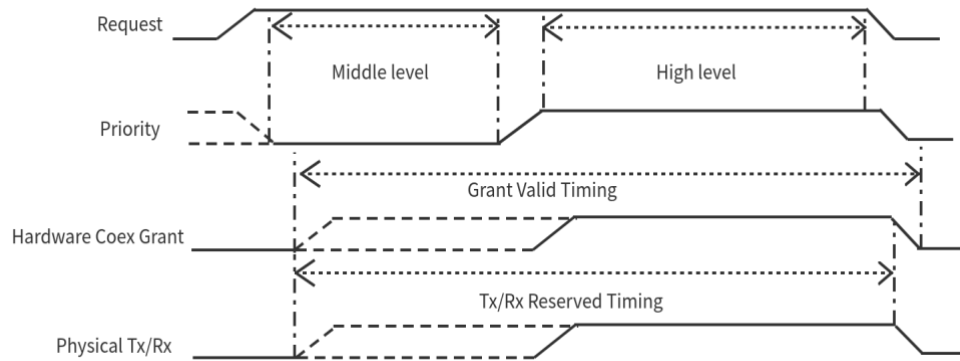 Request
Middle level
High level
Priority
Grant Valid Timing
Hardware Coex Grant
Tx/Rx Reserved Timing
Physical Tx/Rx